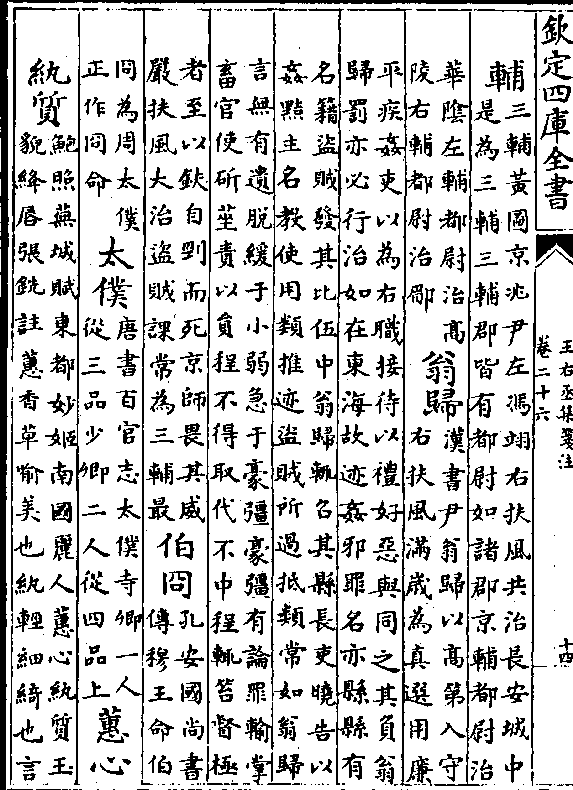 欽定四庫全書
王右丞集箋注
卷二十六
十四
輔
三輔黃圖京兆尹左馮翊右扶風共治長安城中
是為三輔三輔郡皆有都尉如諸郡京輔都尉治
華陰左輔都尉治高
陵右輔都尉治郿
翁歸
漢書尹翁歸以高第入守
右扶風滿歲為真選用廉
平疾姦吏以為右職接待以禮好惡與同之其負翁
歸罰亦必行治如在東海故迹姦邪罪名亦縣縣有
名籍盜賊發其比伍中翁歸輒召其縣長吏曉告以
姦黠主名教使用類推迹盜賊所過抵類常如翁歸
言無有遺脫緩于小弱急于豪彊豪彊有論罪輸掌
畜官使斫莝責以員程不得取代不中程輒笞督極
者至以鈇自剄而死京師畏其威
嚴扶風大治盜賊課常為三輔最
伯冏
孔安國尚書
傳穆王命伯
冏為周太僕
正作冏命
太僕
唐書百官志太僕寺卿一人
從三品少卿二人從四品上
蕙心
紈質
鮑照蕪城賦東都妙姬南國麗人蕙心紈質玉
貌絳唇張銑註蕙香草喻美也紈輕細綺也言